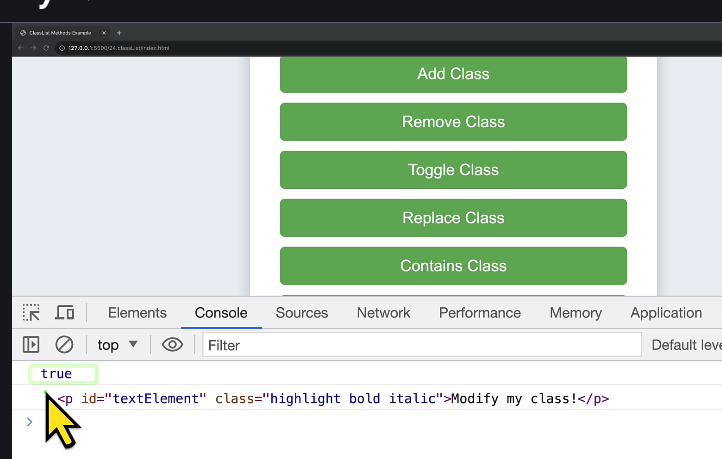 ClassList Methods Example
127.0.0.1:5500/24.classList/index.html
Add Class
Remove Class
Toggle Class
Replace Class
Contains Class
Elements Console Sources Network Performance Memory Application
top Filter Default leve
true
<p id="textElement" class="highlight bold italic">Modify my class!</p>